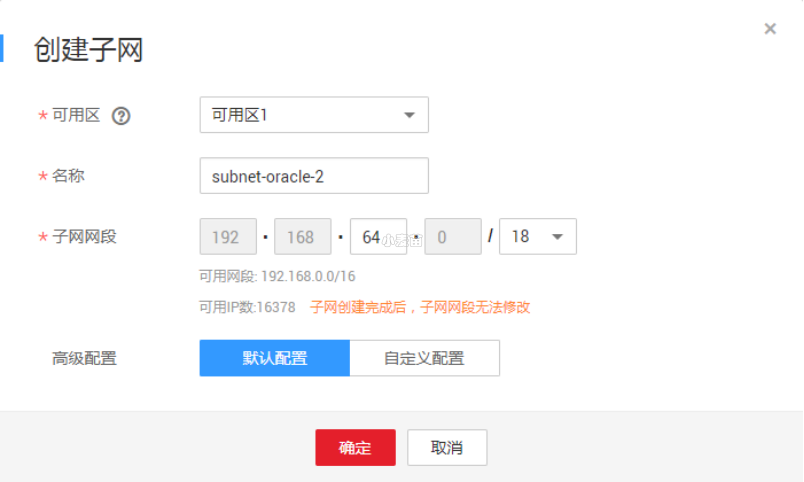 创建子网
×
* 可用区 ? 可用区1
* 名称 subnet-oracle-2
* 子网网段 192 · 168 · 64 · 0 / 18
可用网段: 192.168.0.0/16
可用IP数:16378 子网创建完成后，子网网段无法修改
高级配置 默认配置 自定义配置
确定 取消